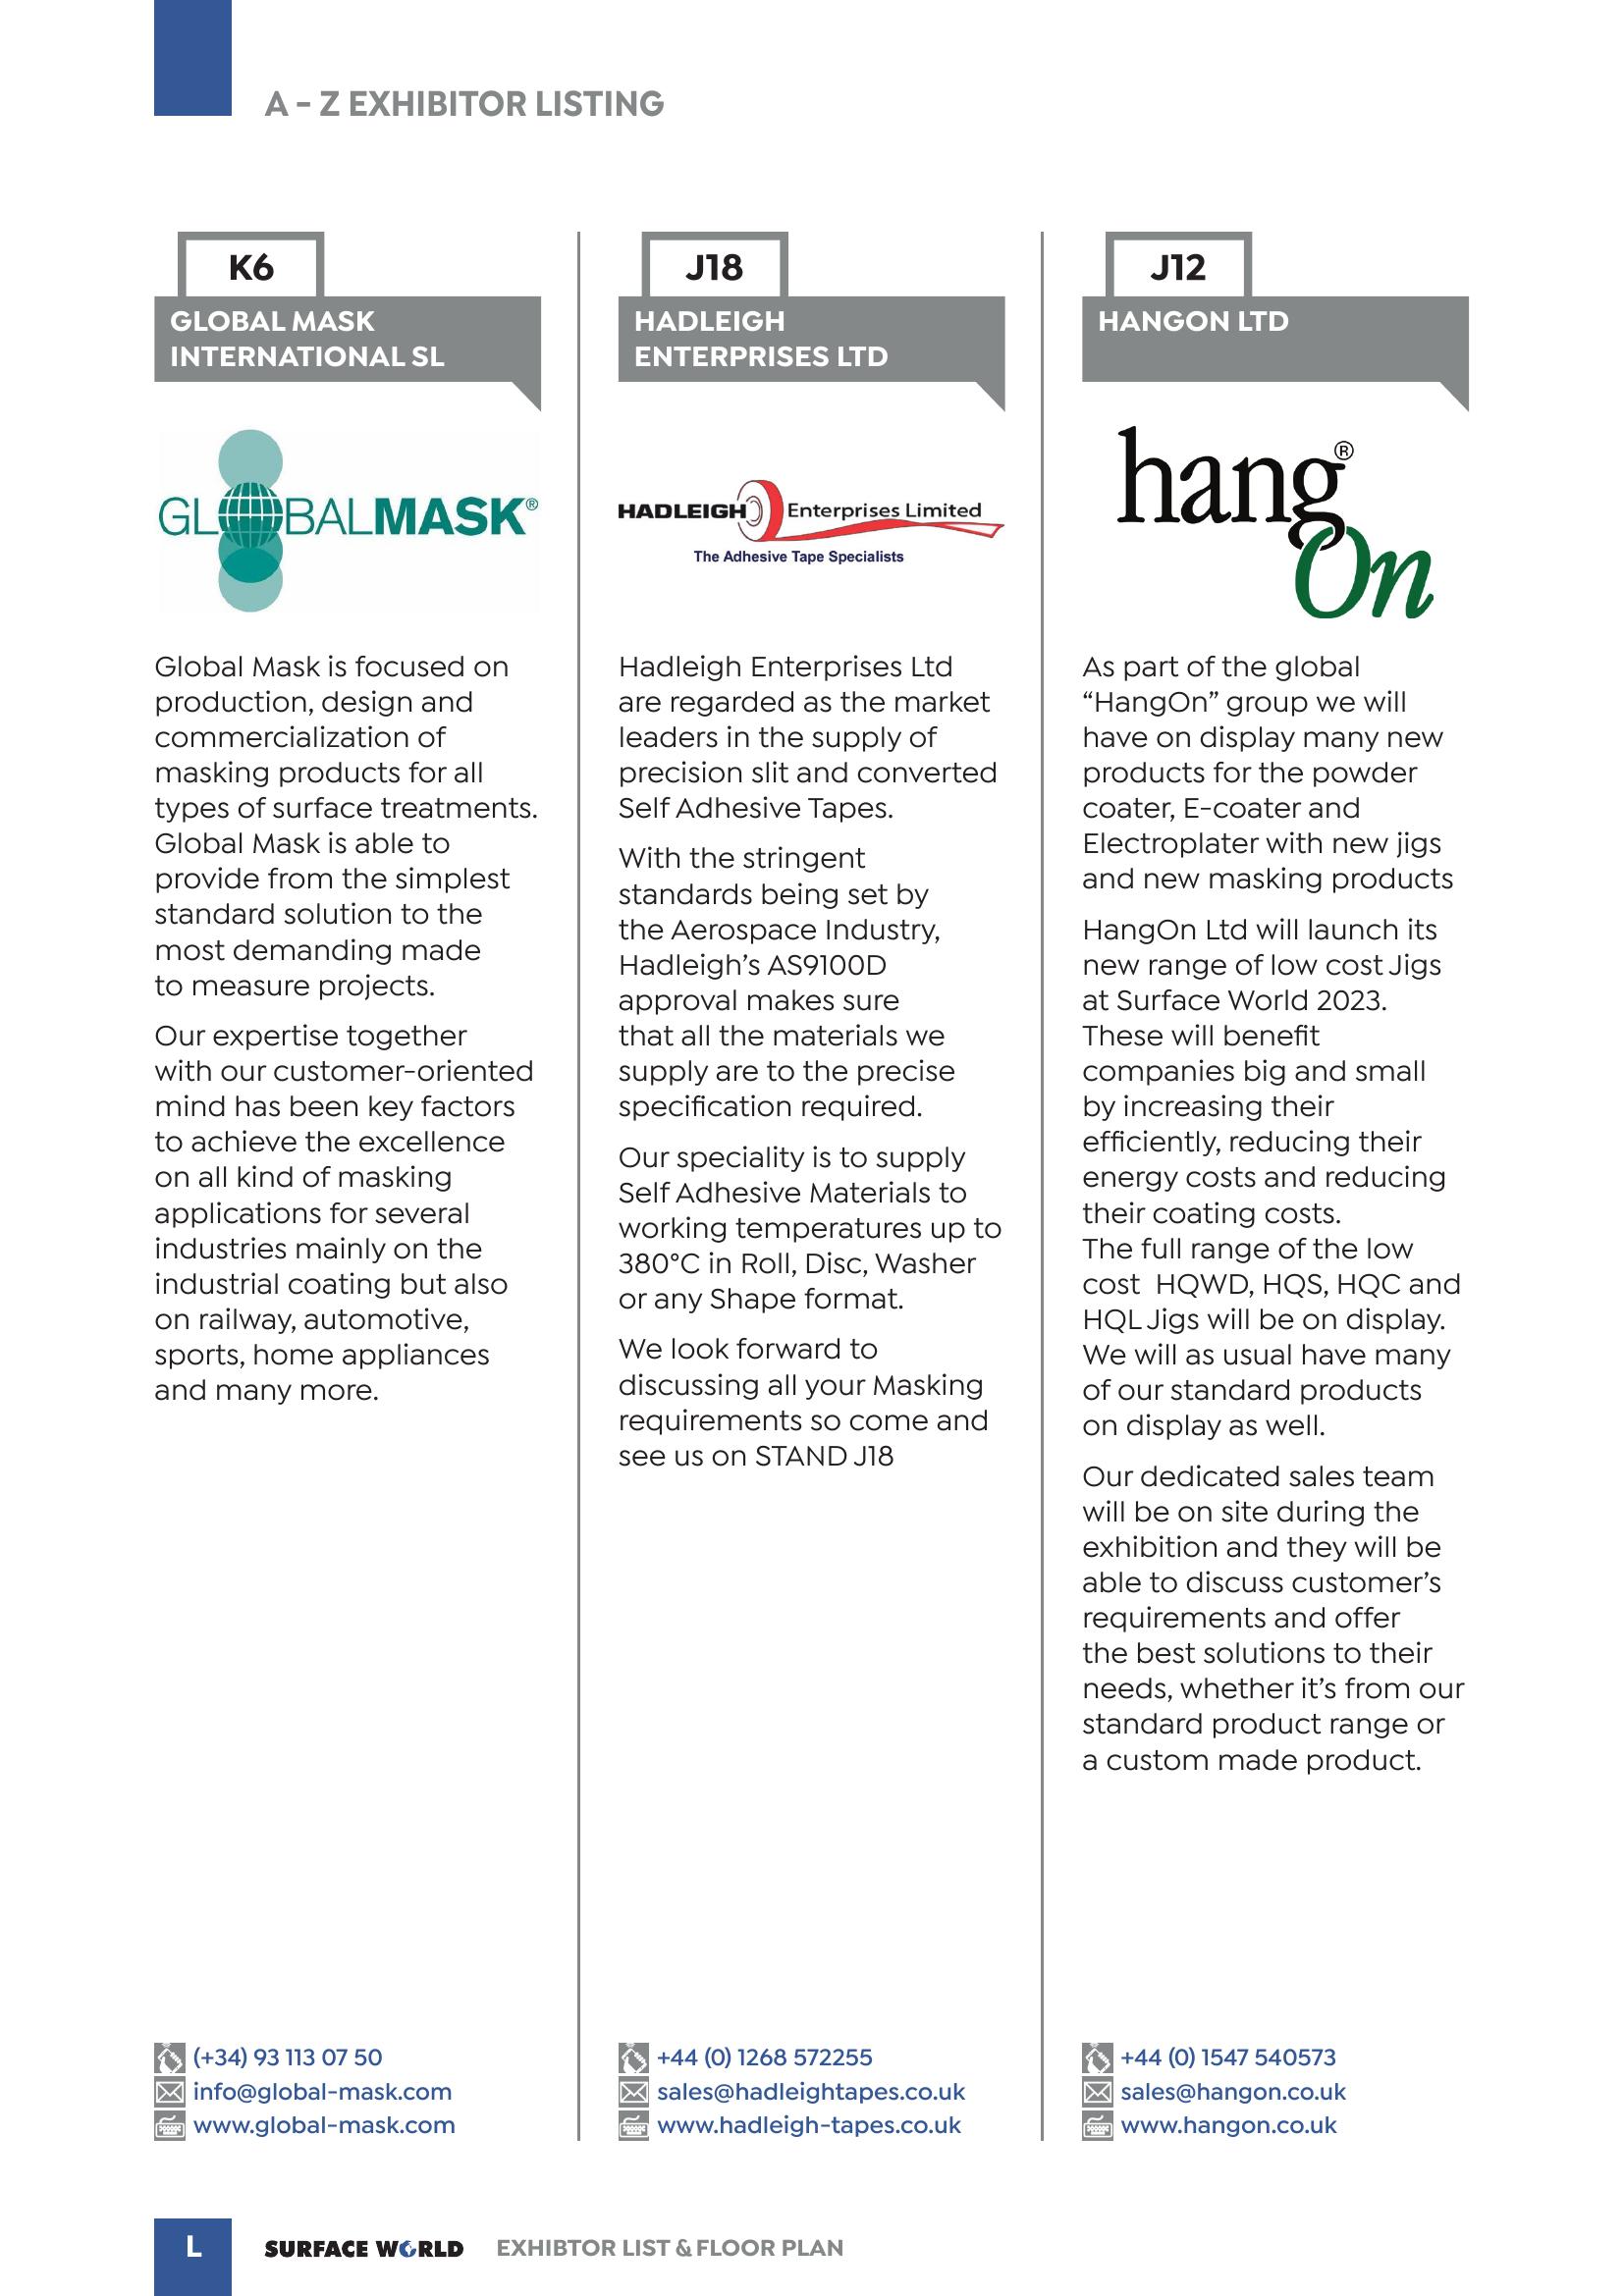 A – Z EXHIBITOR LISTING
K6
GLOBAL MASK
INTERNATIONAL SL
GLOBALMASK®
Global Mask is focused on
production, design and
commercialization of
masking products for all
types of surface treatments.
Global Mask is able to
provide from the simplest
standard solution to the
most demanding made
to measure projects.
Our expertise together
with our customer-oriented
mind has been key factors
to achieve the excellence
on all kind of masking
applications for several
industries mainly on the
industrial coating but also
on railway, automotive,
sports, home appliances
and many more.
(+34) 93 113 07 50
info@global-mask.com
www.global-mask.com
J18
HADLEIGH
ENTERPRISES LTD
HADLEIGH Enterprises Limited
The Adhesive Tape Specialists
Hadleigh Enterprises Ltd
are regarded as the market
leaders in the supply of
precision slit and converted
Self Adhesive Tapes.
With the stringent
standards being set by
the Aerospace Industry,
Hadleigh’s AS9100D
approval makes sure
that all the materials we
supply are to the precise
specification required.
Our speciality is to supply
Self Adhesive Materials to
working temperatures up to
380°C in Roll, Disc, Washer
or any Shape format.
We look forward to
discussing all your Masking
requirements so come and
see us on STAND J18
+44 (0) 1268 572255
sales@hadleightapes.co.uk
www.hadleigh-tapes.co.uk
J12
HANGON LTD
hang®
On
As part of the global
“HangOn” group we will
have on display many new
products for the powder
coater, E-coater and
Electroplater with new jigs
and new masking products
HangOn Ltd will launch its
new range of low cost Jigs
at Surface World 2023.
These will benefit
companies big and small
by increasing their
efficiently, reducing their
energy costs and reducing
their coating costs.
The full range of the low
cost  HQWD, HQS, HQC and
HQL Jigs will be on display.
We will as usual have many
of our standard products
on display as well.
Our dedicated sales team
will be on site during the
exhibition and they will be
able to discuss customer’s
requirements and offer
the best solutions to their
needs, whether it’s from our
standard product range or
a custom made product.
+44 (0) 1547 540573
sales@hangon.co.uk
www.hangon.co.uk
L
SURFACE WORLD EXHIBTOR LIST & FLOOR PLAN